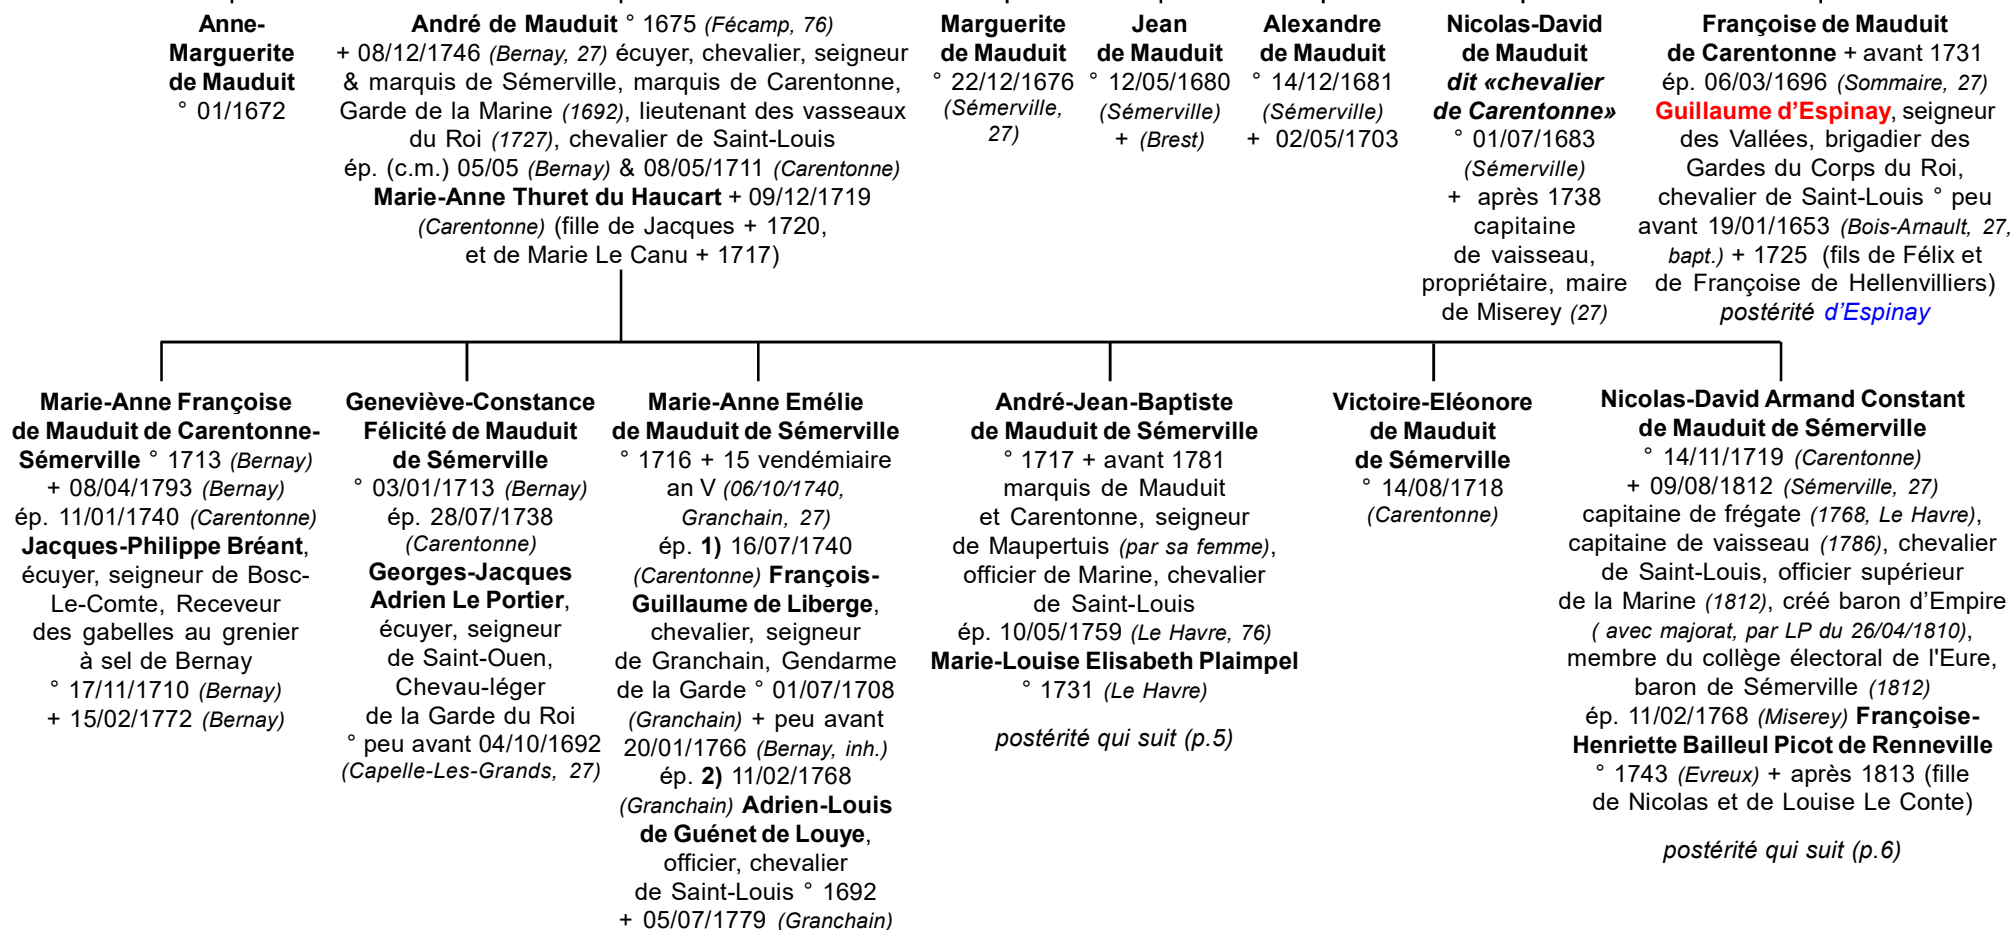 Anne-
Marguerite
de Mauduit
° 01/1672
André de Mauduit ° 1675 (Fécamp, 76)
+ 08/12/1746 (Bernay, 27) écuyer, chevalier, seigneur
& marquis de Sémerville, marquis de Carentonne,
Garde de la Marine (1692), lieutenant des vasseaux
du Roi (1727), chevalier de Saint-Louis
ép. (c.m.) 05/05 (Bernay) & 08/05/1711 (Carentonne)
Marie-Anne Thuret du Haucart + 09/12/1719
(Carentonne) (fille de Jacques + 1720,
et de Marie Le Canu + 1717)
Marguerite
de Mauduit
° 22/12/1676
(Sémerville,
27)
Jean
de Mauduit
° 12/05/1680
(Sémerville)
+ (Brest)
Alexandre
de Mauduit
° 14/12/1681
(Sémerville)
+ 02/05/1703
Nicolas-David
de Mauduit
dit «chevalier
de Carentonne»
° 01/07/1683
(Sémerville)
+ après 1738
capitaine
de vaisseau,
propriétaire, maire
de Miserey (27)
Françoise de Mauduit
de Carentonne + avant 1731
ép. 06/03/1696 (Sommaire, 27)
Guillaume d'Espinay, seigneur
des Vallées, brigadier des
Gardes du Corps du Roi,
chevalier de Saint-Louis ° peu
avant 19/01/1653 (Bois-Arnault, 27,
bapt.) + 1725 (fils de Félix et
de Françoise de Hellenvilliers)
postérité d'Espinay
Marie-Anne Françoise
de Mauduit de Carentonne-
Sémerville ° 1713 (Bernay)
+ 08/04/1793 (Bernay)
ép. 11/01/1740 (Carentonne)
Jacques-Philippe Bréant,
écuyer, seigneur de Bosc-
Le-Comte, Receveur
des gabelles au grenier
à sel de Bernay
° 17/11/1710 (Bernay)
+ 15/02/1772 (Bernay)
Geneviève-Constance
Félicité de Mauduit
de Sémerville
° 03/01/1713 (Bernay)
ép. 28/07/1738
(Carentonne)
Georges-Jacques
Adrien Le Portier,
écuyer, seigneur
de Saint-Ouen,
Chevau-léger
de la Garde du Roi
° peu avant 04/10/1692
(Capelle-Les-Grands, 27)
Marie-Anne Emélie
de Mauduit de Sémerville
° 1716 + 15 vendémiaire
an V (06/10/1740,
Granchain, 27)
ép. 1) 16/07/1740
(Carentonne) François-
Guillaume de Liberge,
chevalier, seigneur
de Granchain, Gendarme
de la Garde ° 01/07/1708
(Granchain) + peu avant
20/01/1766 (Bernay, inh.)
ép. 2) 11/02/1768
(Granchain) Adrien-Louis
de Guénet de Louye,
officier, chevalier
de Saint-Louis ° 1692
+ 05/07/1779 (Granchain)
André-Jean-Baptiste
de Mauduit de Sémerville
° 1717 + avant 1781
marquis de Mauduit
et Carentonne, seigneur
de Maupertuis (par sa femme),
officier de Marine, chevalier
de Saint-Louis
ép. 10/05/1759 (Le Havre, 76)
Marie-Louise Elisabeth Plaimpel
° 1731 (Le Havre)
postérité qui suit (p.5)
Victoire-Eléonore
de Mauduit
de Sémerville
° 14/08/1718
(Carentonne)
Nicolas-David Armand Constant
de Mauduit de Sémerville
° 14/11/1719 (Carentonne)
+ 09/08/1812 (Sémerville, 27)
capitaine de frégate (1768, Le Havre),
capitaine de vaisseau (1786), chevalier
de Saint-Louis, officier supérieur
de la Marine (1812), créé baron d'Empire
( avec majorat, par LP du 26/04/1810),
membre du collège électoral de l'Eure,
baron de Sémerville (1812)
ép. 11/02/1768 (Miserey) Françoise-
Henriette Bailleul Picot de Renneville
° 1743 (Evreux) + après 1813 (fille
de Nicolas et de Louise Le Conte)
postérité qui suit (p.6)